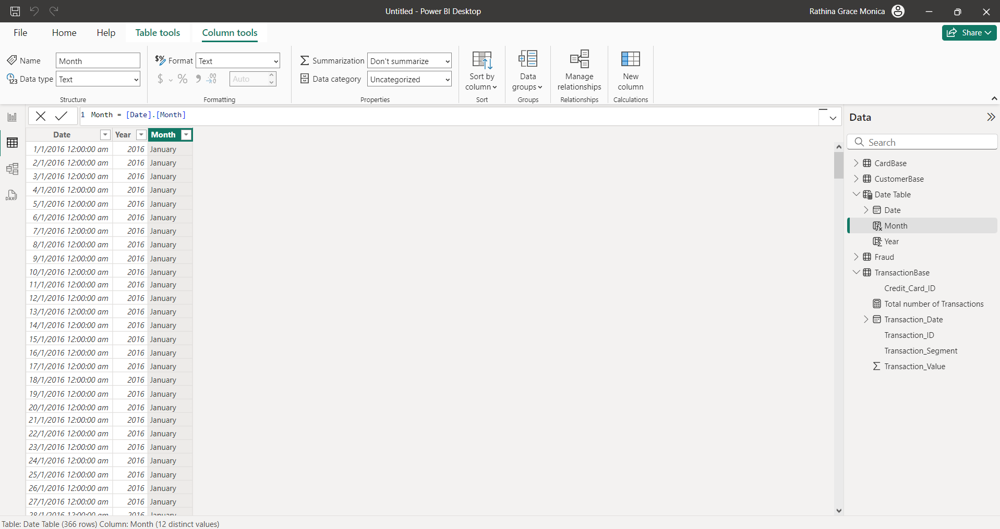 Untitled - Power BI Desktop
Rathina Grace Monica
File
Home
Help
Table tools
Column tools
Share
Name
Month
Data type
Text
Structure
Format
Text
$
%
Auto
Formatting
Summarization
Don't summarize
Data category
Uncategorized
Properties
Sort by
column
Sort
Data
groups
Groups
Manage
relationships
Relationships
New
column
Calculations
1 Month = [Date].[Month]
Date Year Month
1/1/2016 12:00:00 am 2016 January
2/1/2016 12:00:00 am 2016 January
3/1/2016 12:00:00 am 2016 January
4/1/2016 12:00:00 am 2016 January
5/1/2016 12:00:00 am 2016 January
6/1/2016 12:00:00 am 2016 January
7/1/2016 12:00:00 am 2016 January
8/1/2016 12:00:00 am 2016 January
9/1/2016 12:00:00 am 2016 January
10/1/2016 12:00:00 am 2016 January
11/1/2016 12:00:00 am 2016 January
12/1/2016 12:00:00 am 2016 January
13/1/2016 12:00:00 am 2016 January
14/1/2016 12:00:00 am 2016 January
15/1/2016 12:00:00 am 2016 January
16/1/2016 12:00:00 am 2016 January
17/1/2016 12:00:00 am 2016 January
18/1/2016 12:00:00 am 2016 January
19/1/2016 12:00:00 am 2016 January
20/1/2016 12:00:00 am 2016 January
21/1/2016 12:00:00 am 2016 January
22/1/2016 12:00:00 am 2016 January
23/1/2016 12:00:00 am 2016 January
24/1/2016 12:00:00 am 2016 January
25/1/2016 12:00:00 am 2016 January
26/1/2016 12:00:00 am 2016 January
27/1/2016 12:00:00 am 2016 January
28/1/2016 12:00:00 am 2016 January
DAX
Data
Search
CardBase
CustomerBase
Date Table
Date
Month
Year
Fraud
TransactionBase
Credit_Card_ID
Total number of Transactions
Transaction_Date
Transaction_ID
Transaction_Segment
Transaction_Value
Table: Date Table (366 rows) Column: Month (12 distinct values)